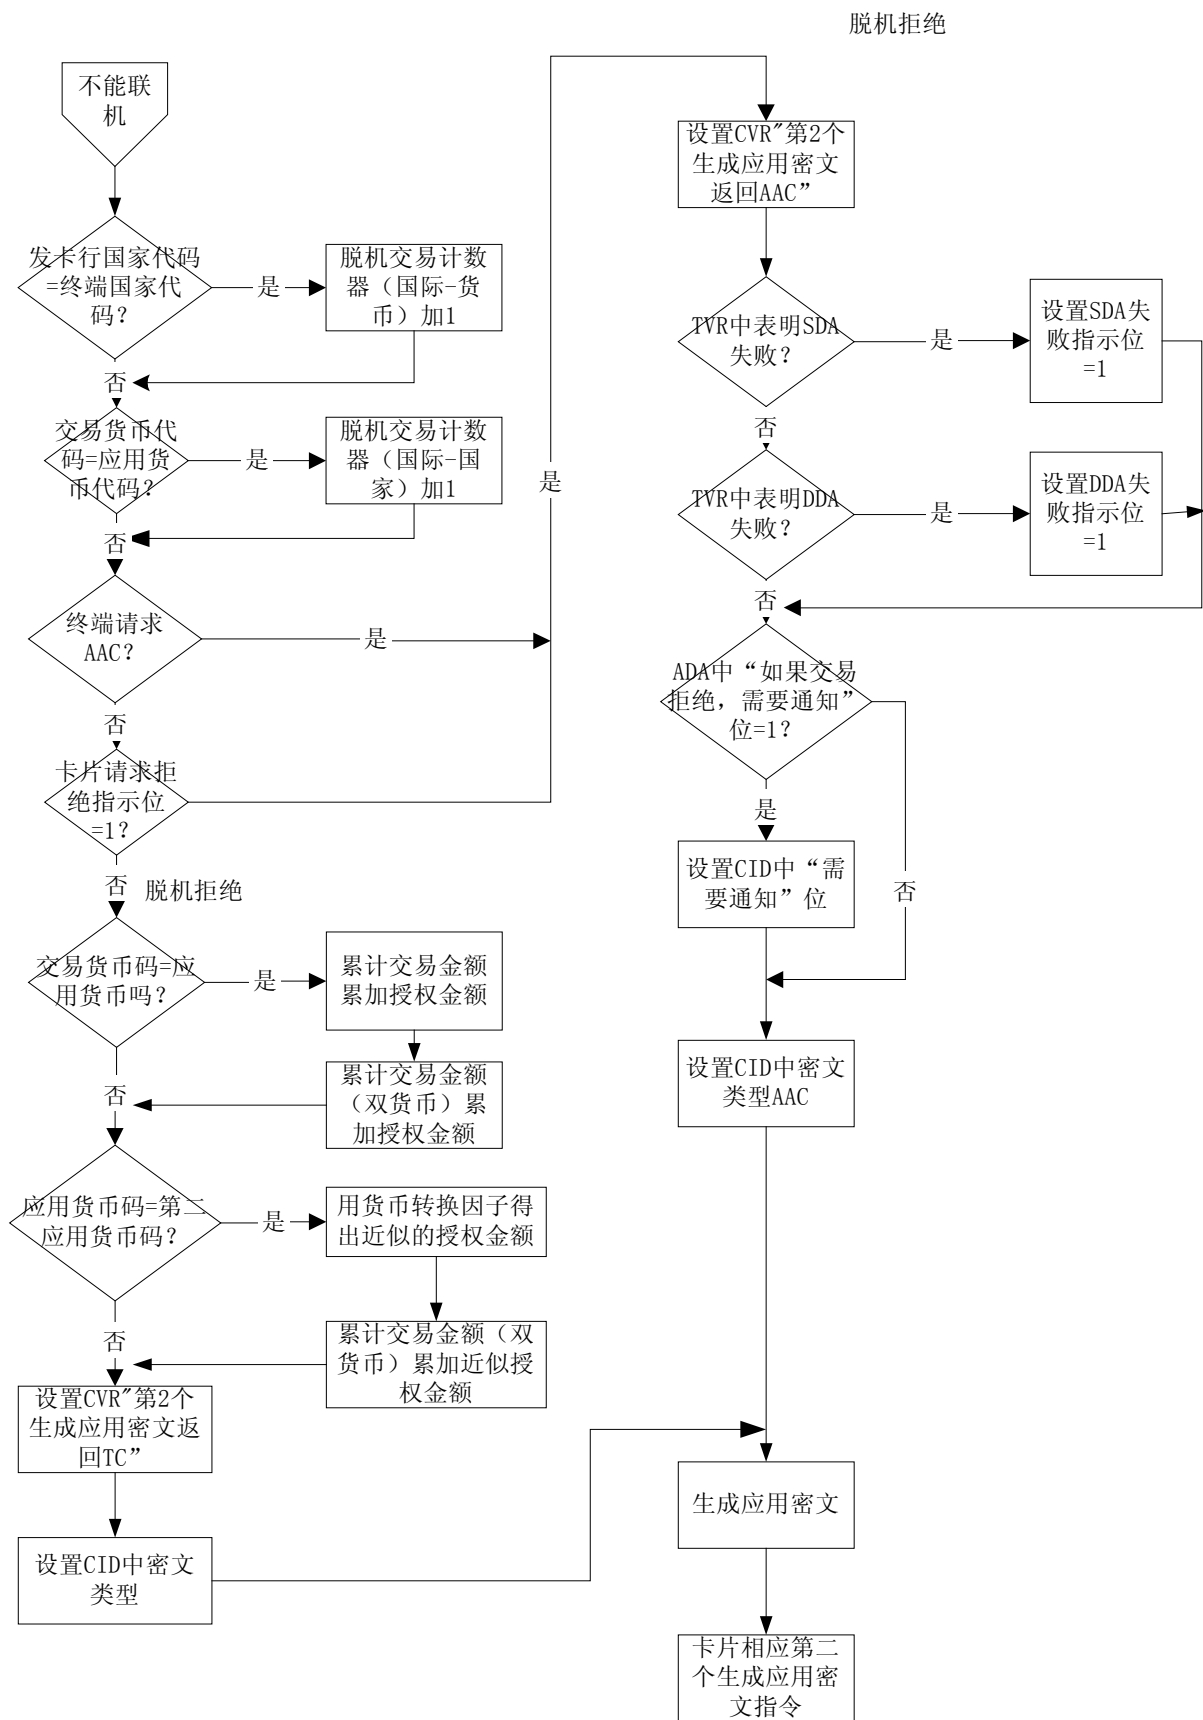 脱机拒绝
不能联
机
发卡行国家代码
=终端国家代
码?
是
脱机交易计数
器（国际-货
币）加1
否
交易货币代
码=应用货
币代码?
是
脱机交易计数
器（国际-国
家）加1
否
终端请求
AAC?
是
是
否
卡片请求拒
绝指示位
=1?
否
脱机拒绝
交易货币码=应
用货币吗?
是
累计交易金额
累加授权金额
累计交易金额
（双货币）累
加授权金额
否
应用货币码=第二
应用货币码?
是
用货币转换因子得
出近似的授权金额
累计交易金额（双
货币）累加近似授
权金额
否
设置CVR"第2个
生成应用密文返
回TC”
设置CID中密文
类型
设置CVR"第2个
生成应用密文
返回AAC”
TVR中表明SDA
失败?
是
设置SDA失
败指示位
=1
否
TVR中表明DDA
失败?
是
设置DDA失
败指示位
=1
否
ADA中“如果交易
拒绝，需要通知”
位=1?
是
否
设置CID中“需
要通知”位
设置CID中密文
类型AAC
生成应用密文
卡片相应第二
个生成应用密
文指令